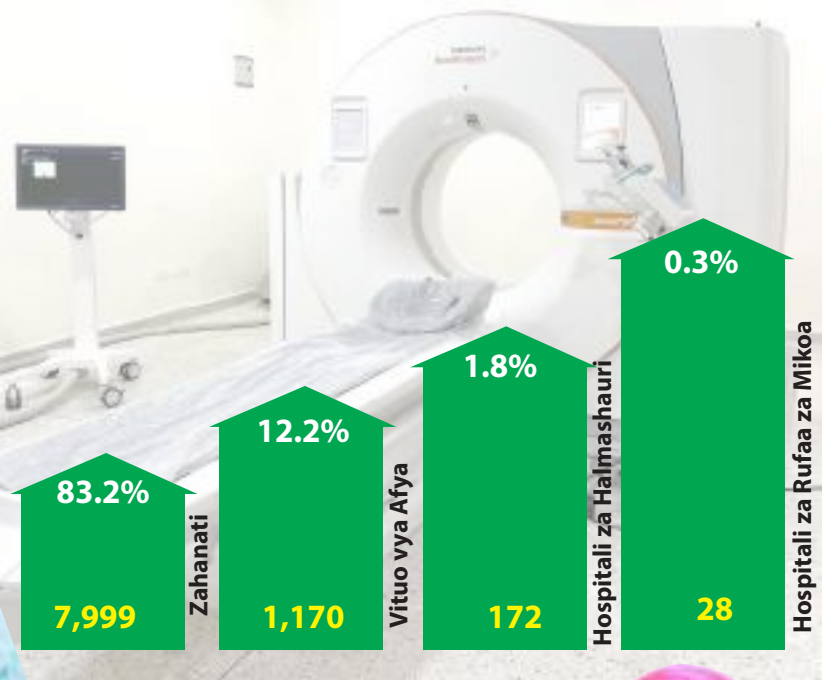 83.2%
7,999
Zahanati
12.2%
1,170
Vituo vya Afya
1.8%
172
Hospitali za Halmashauri
0.3%
28
Hospitali za Rufaa za Mikoa